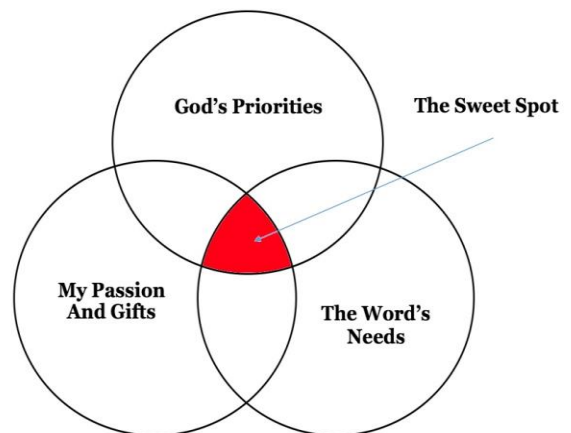 God's Priorities
The Sweet Spot
My Passion
And Gifts
The Word's
Needs